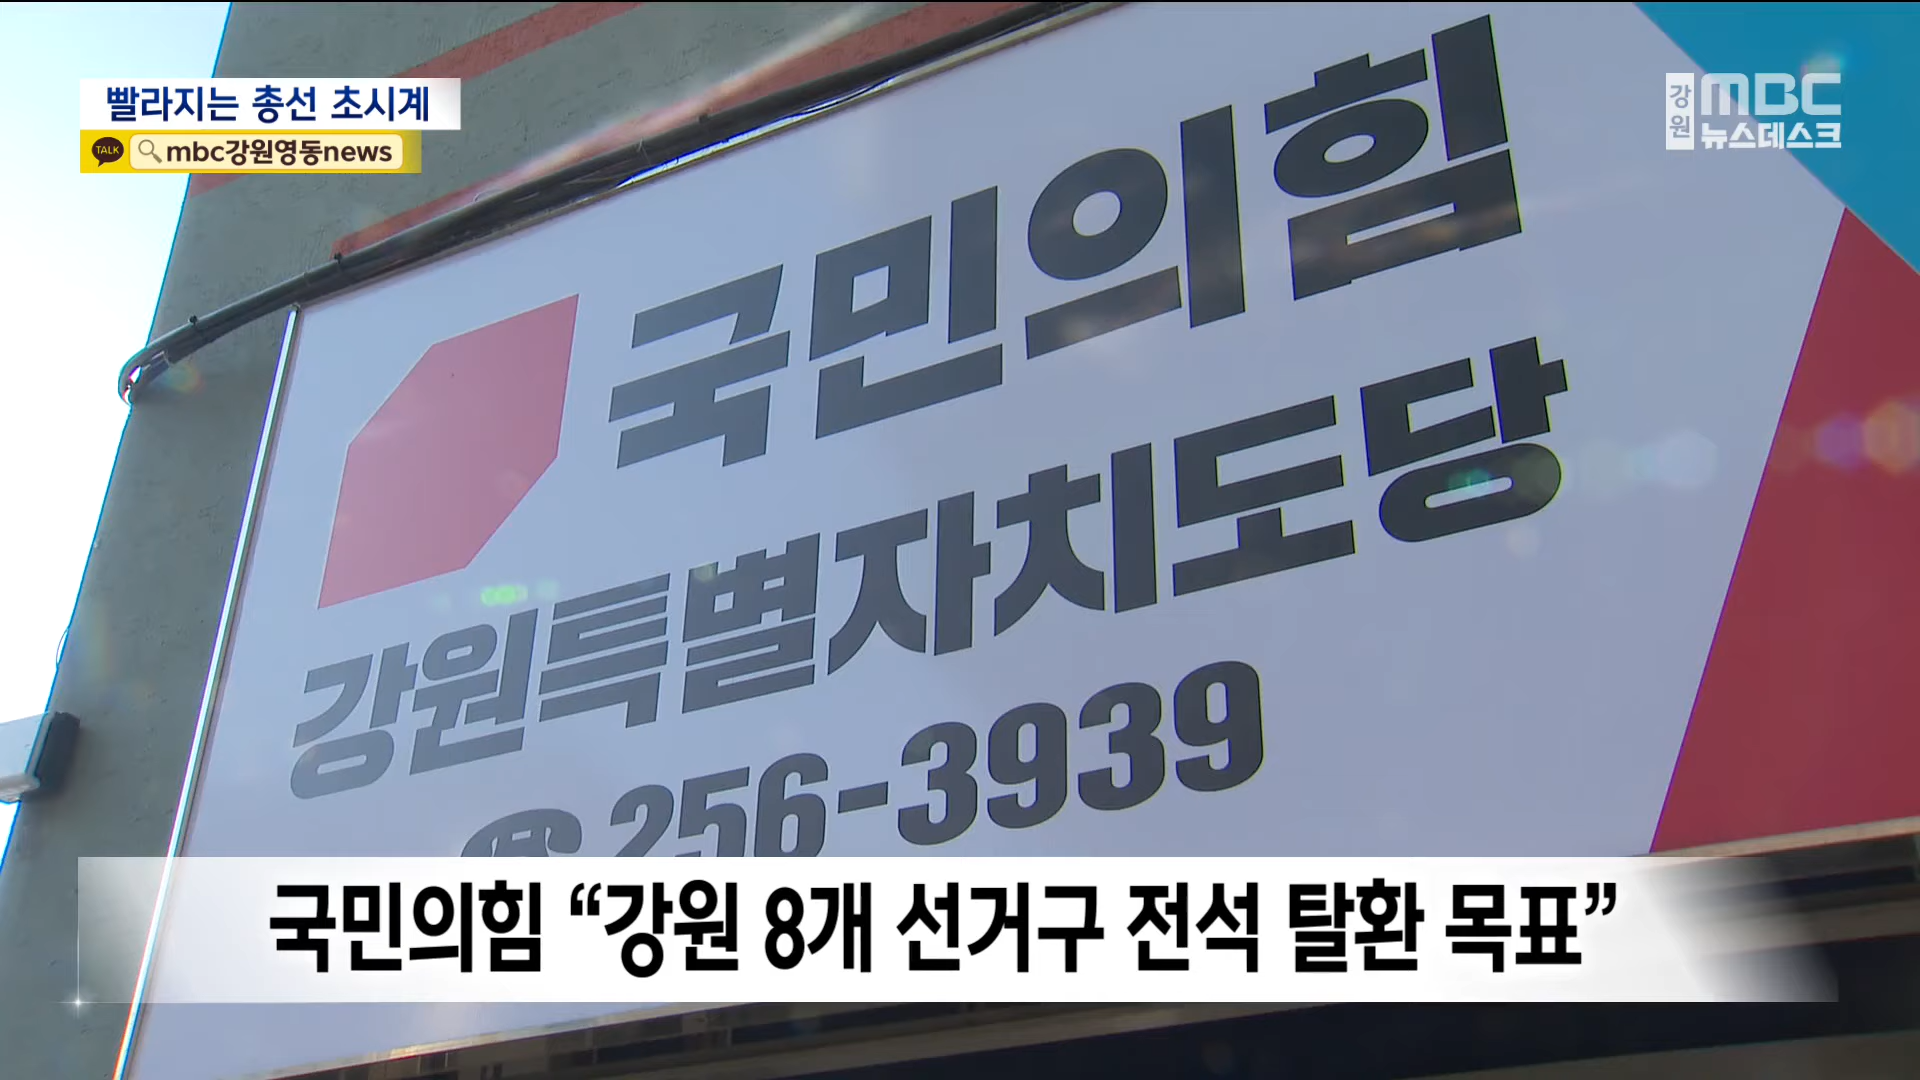 빨라지는 총선 초시계
TALK mbc강원영동news
강원 MBC
뉴스데스크
국민의힘
강원특별자치도당
☎256-3939
국민의힘 “강원 8개 선거구 전석 탈환 목표”